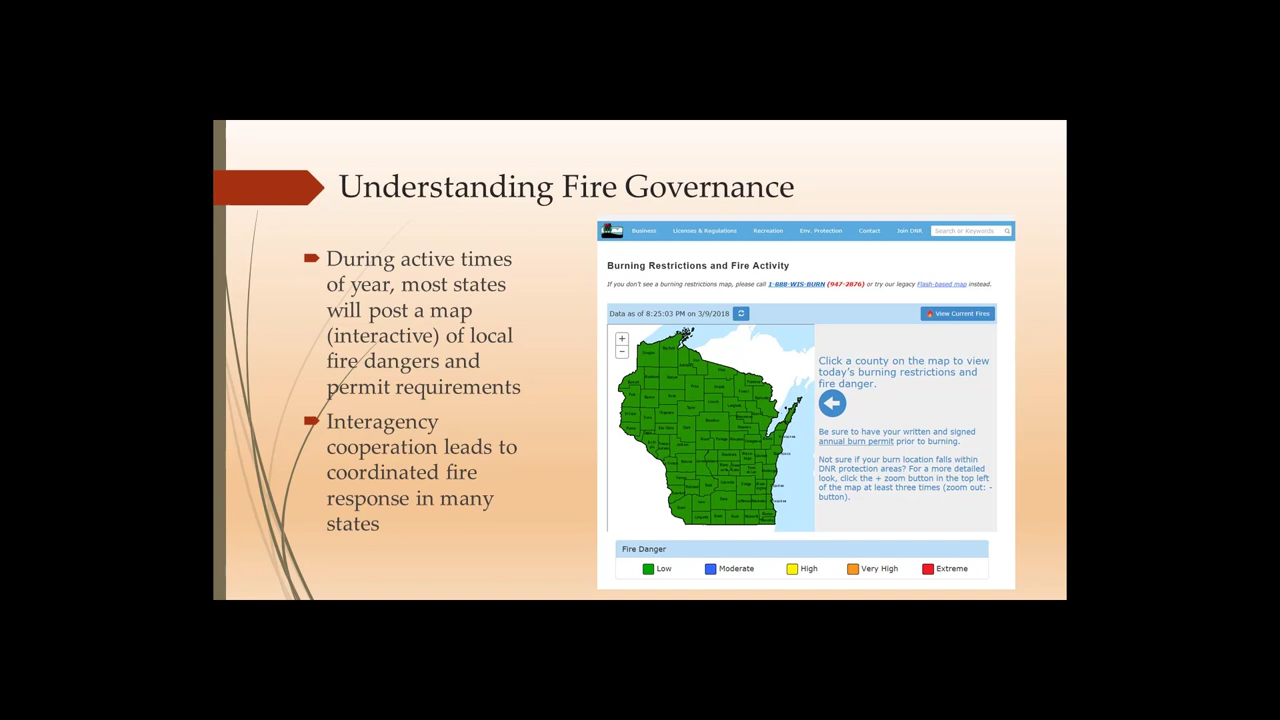 Understanding Fire Governance
During active times
of year, most states
will post a map
(interactive) of local
fire dangers and
permit requirements
Interagency
cooperation leads to
coordinated fire
response in many
states
Business Licenses & Regulations Recreation Env. Protection Contact Join DNR Search or Keywords
Burning Restrictions and Fire Activity
If you don't see a burning restrictions map, please call 1-888-WIS-BURN (947-2876) or try our legacy Flash-based map instead.
Data as of 8:25:03 PM on 3/9/2018
View Current Fires
+
−
Click a county on the map to view
today's burning restrictions and
fire danger.
Be sure to have your written and signed
annual burn permit prior to burning.
Not sure if your burn location falls within
DNR protection areas? For a more detailed
look, click the + zoom button in the top left
of the map at least three times (zoom out: -
button).
Fire Danger
Low Moderate High Very High Extreme